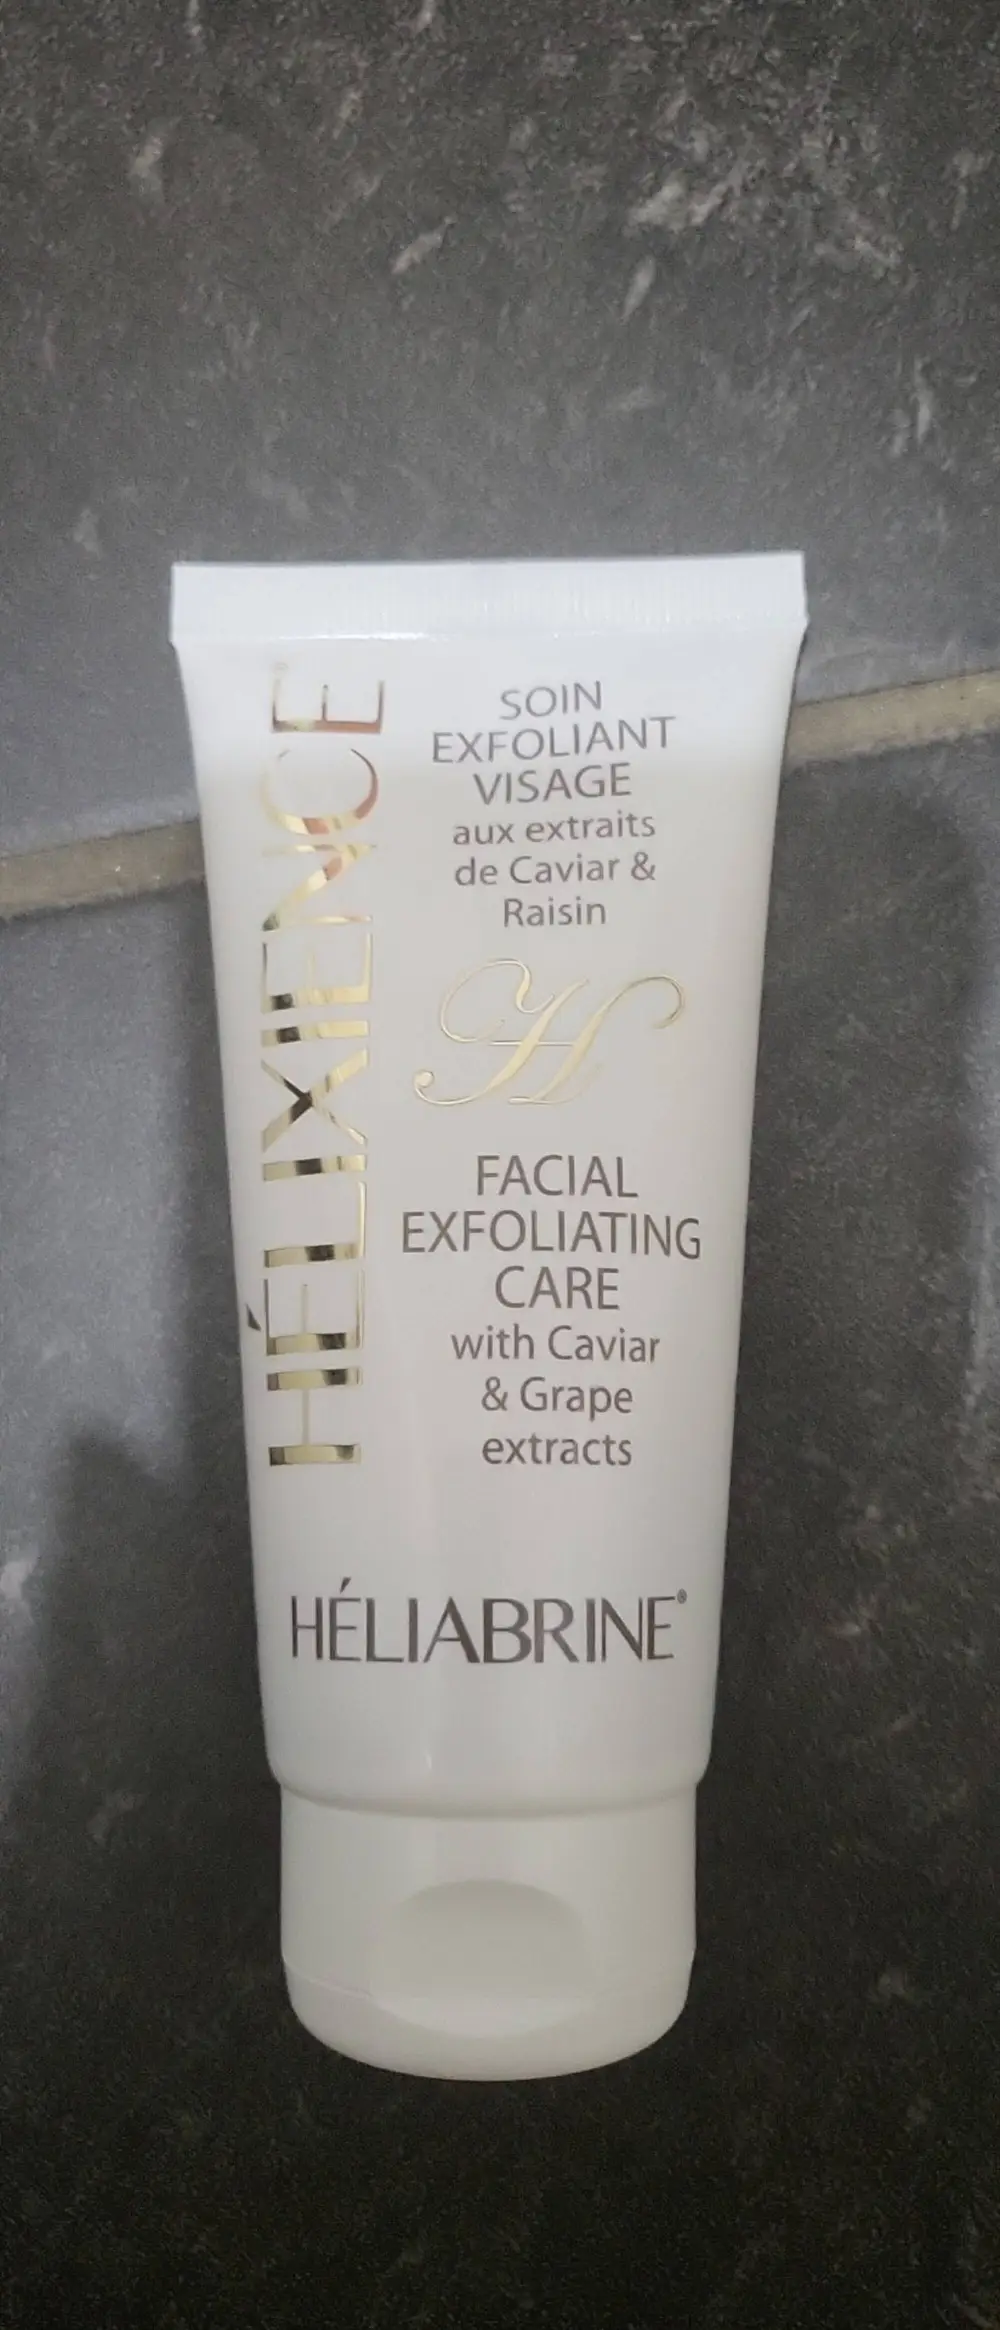 HÉLIXIENCE
SOIN
EXFOLIANT
VISAGE
aux extraits
de Caviar &
Raisin
H
FACIAL
EXFOLIATING
CARE
with Caviar
& Grape
extracts
HÉLIABRINE®